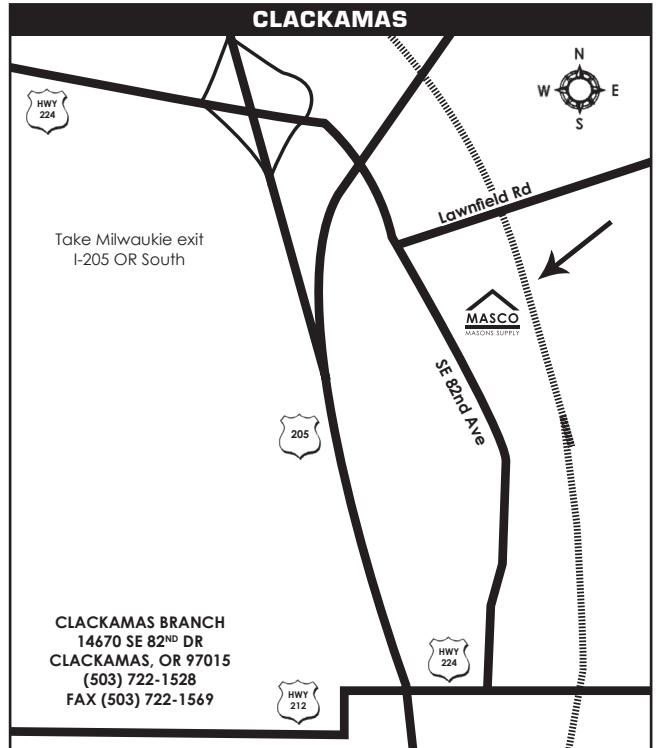 CLACKAMAS
N
W
E
S
HWY
224
Lawnfield Rd
Take Milwaukie exit
I-205 OR South
MASCO
MASONS SUPPLY
SE 82nd Ave
205
CLACKAMAS BRANCH
14670 SE 82ND DR
CLACKAMAS, OR 97015
(503) 722-1528
FAX (503) 722-1569
HWY
224
HWY
212